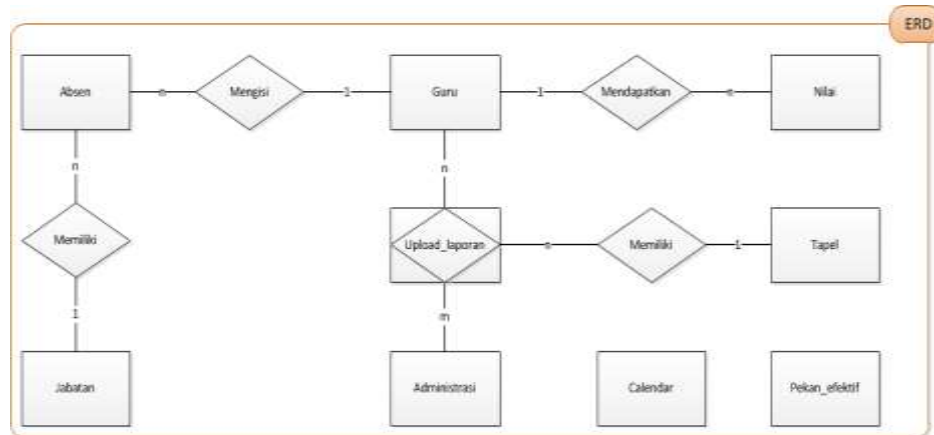 ERD
Absen n Mengisi 1 Guru 1 Mendapatkan n Nilai
n n
Memiliki Upload_laporan n Memiliki 1 Tapel
1 m
Jabatan Administrasi Calendar Pekan_efektif